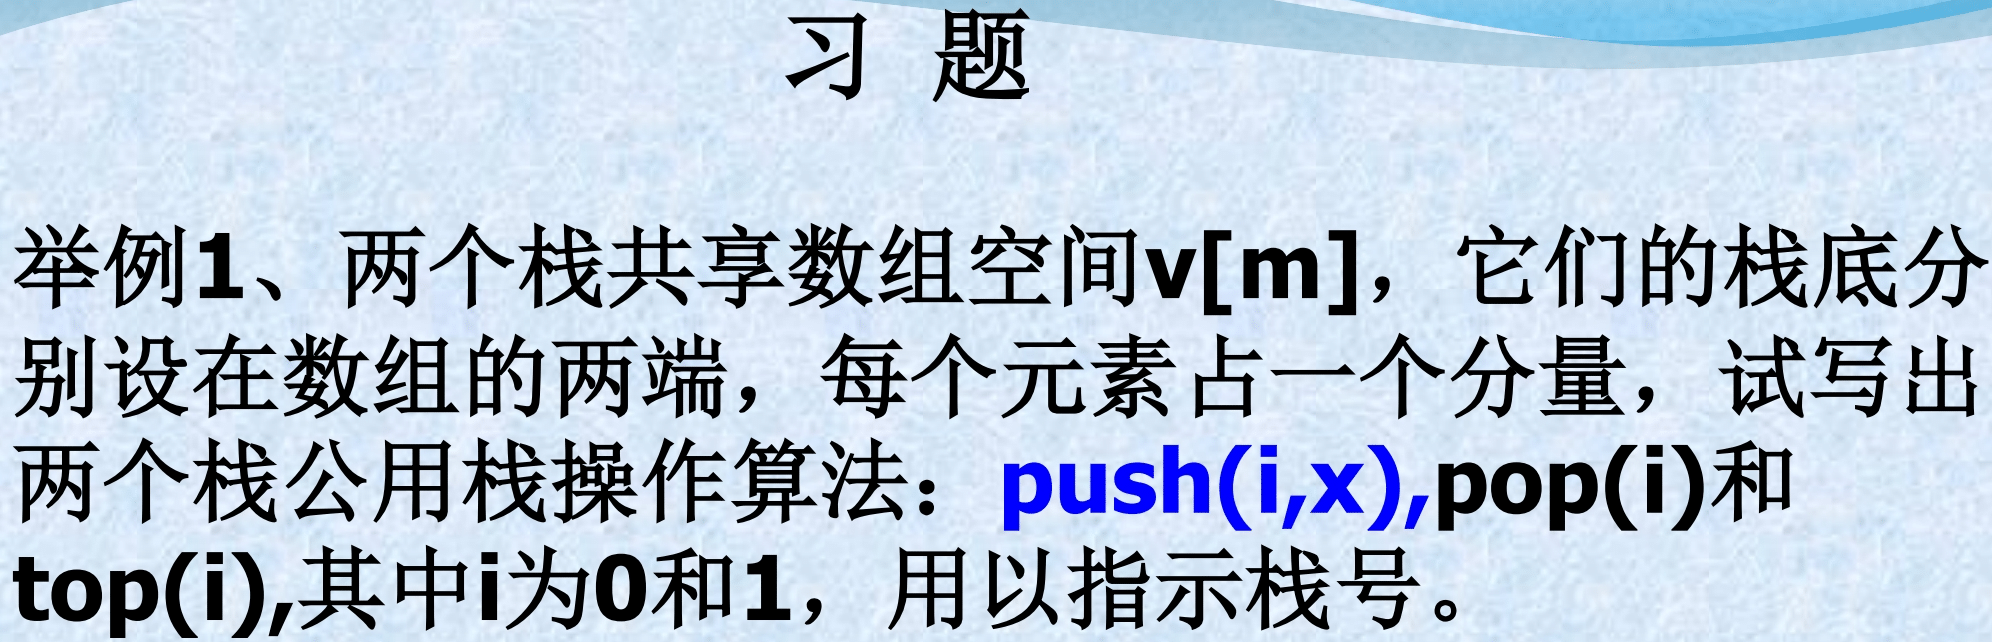 习 题
举例1、两个栈共享数组空间v[m]，它们的栈底分
别设在数组的两端，每个元素占一个分量，试写出
两个栈公用栈操作算法：push(i,x),pop(i)和
top(i),其中i为0和1，用以指示栈号。